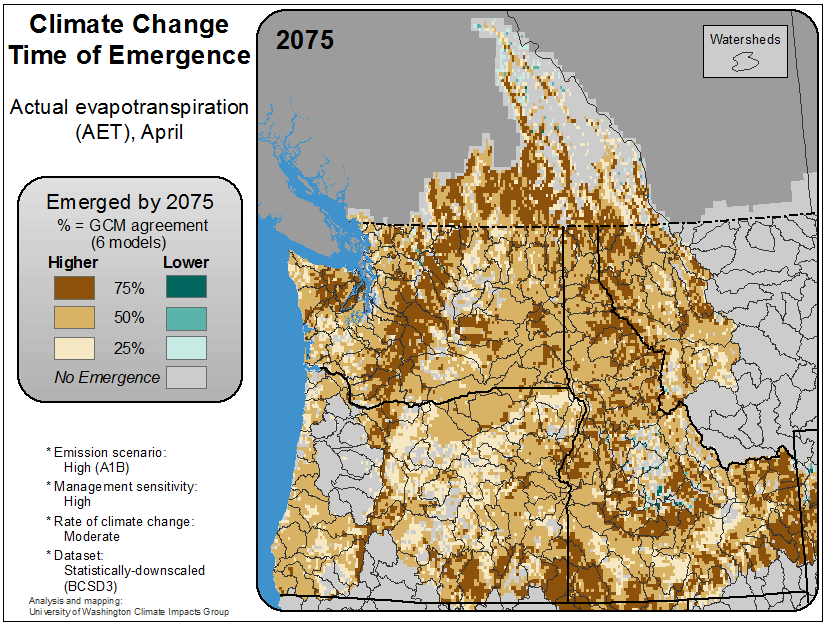 Climate Change
Time of Emergence
Actual evapotranspiration
(AET), April
Emerged by 2075
% = GCM agreement
(6 models)
Higher Lower
75%
50%
25%
No Emergence
* Emission scenario:
High (A1B)
* Management sensitivity:
High
* Rate of climate change:
Moderate
* Dataset:
Statistically-downscaled
(BCSD3)
Analysis and mapping:
University of Washington Climate Impacts Group
2075
Watersheds